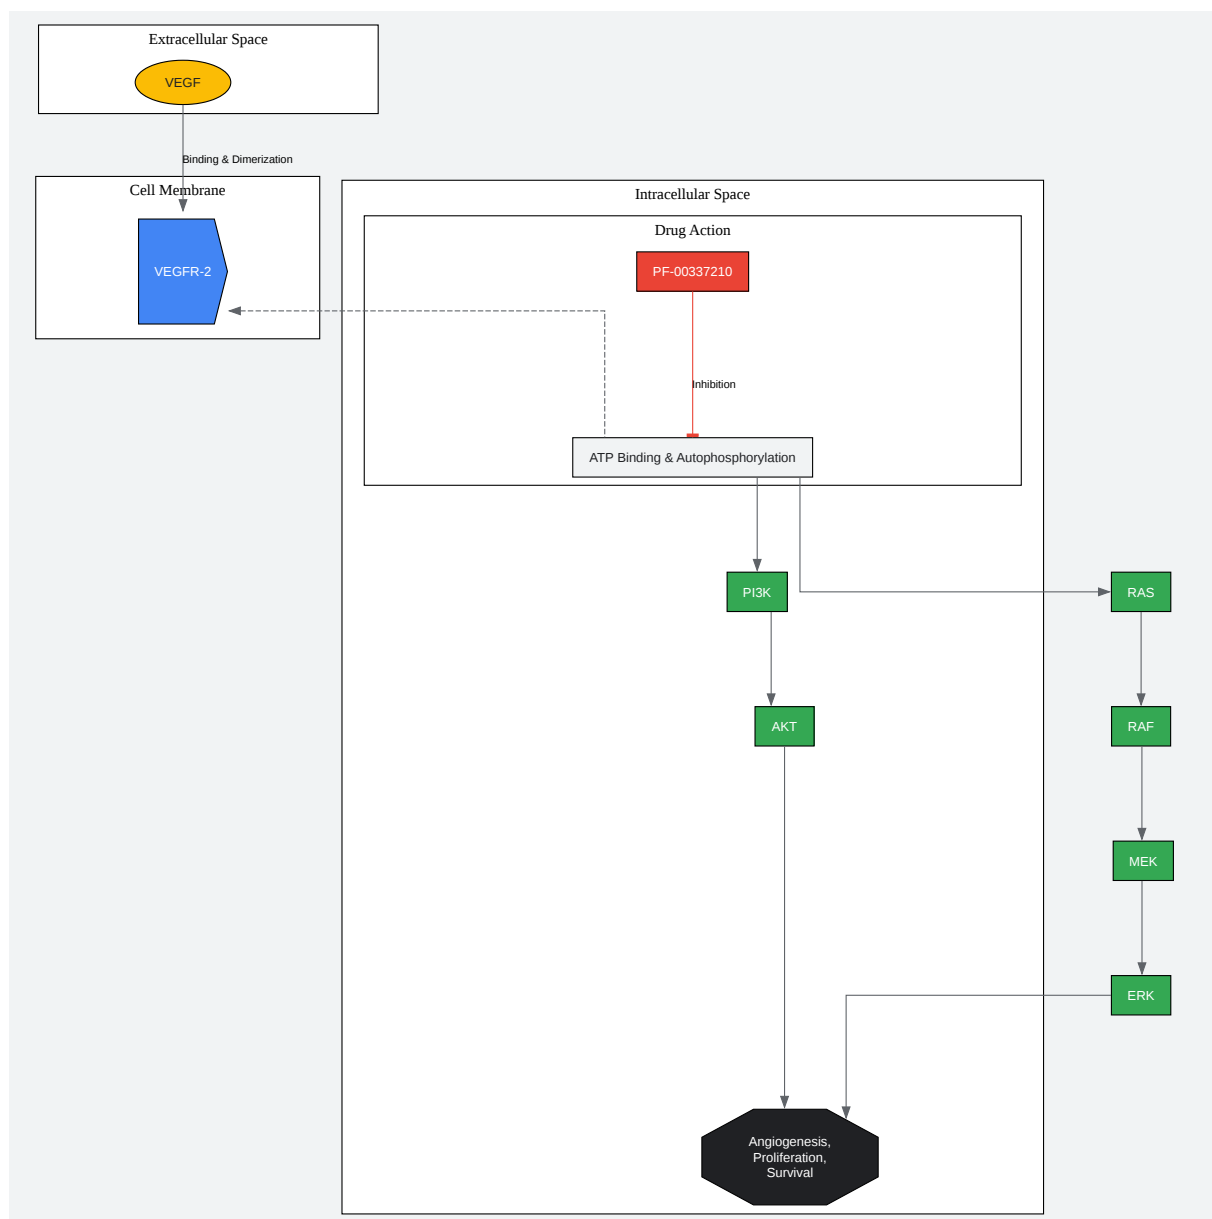 Extracellular Space
VEGF
Binding & Dimerization
Cell Membrane
VEGFR-2
Intracellular Space
Drug Action
PF-00337210
Inhibition
ATP Binding & Autophosphorylation
PI3K
RAS
AKT
RAF
MEK
ERK
Angiogenesis,
Proliferation,
Survival